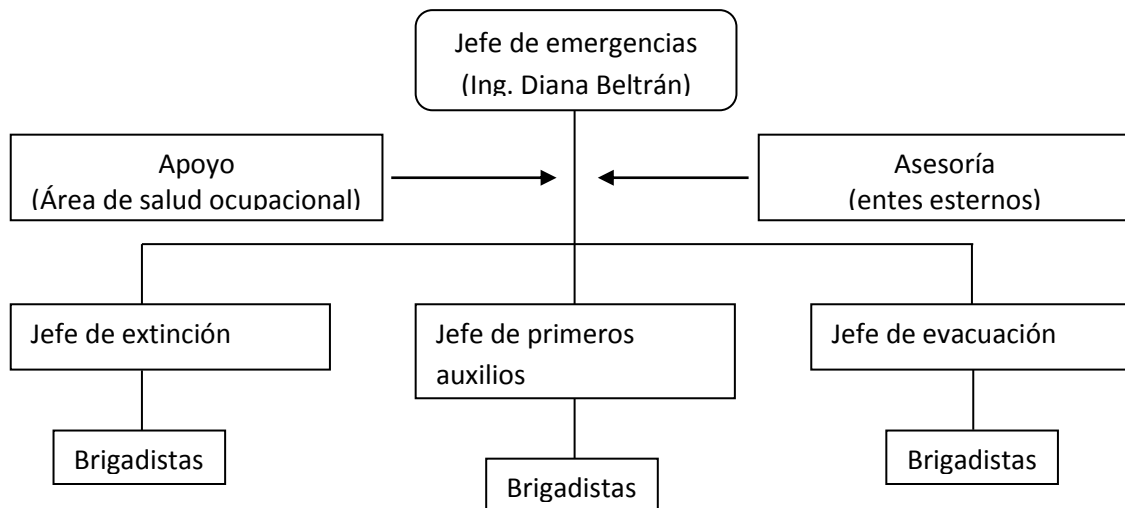 Jefe de emergencias
(Ing. Diana Beltrán)
Apoyo
(Área de salud ocupacional)
Asesoría
(entes esternos)
Jefe de extinción
Jefe de primeros
auxilios
Jefe de evacuación
Brigadistas
Brigadistas
Brigadistas